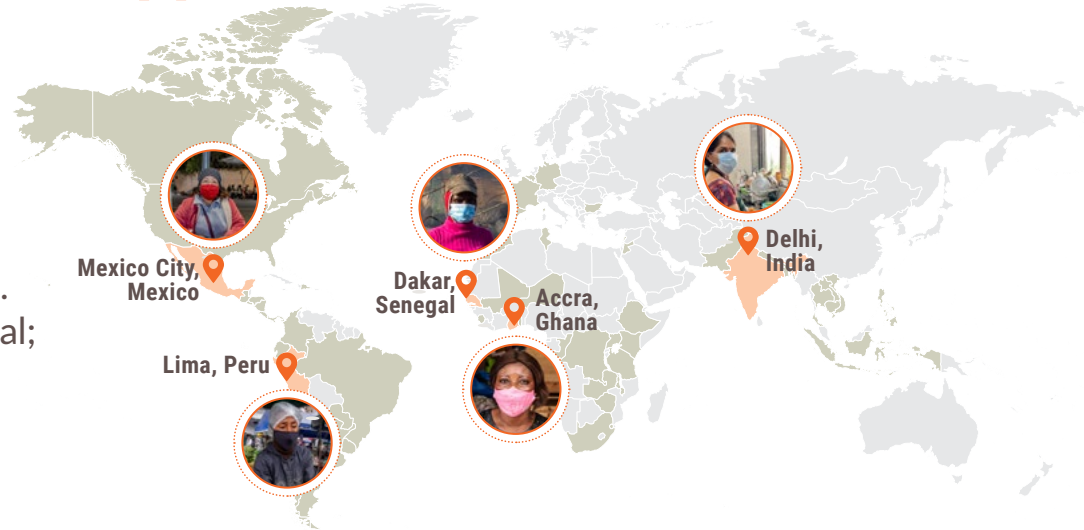 .
al;
Mexico City,
Mexico
Lima, Peru
Dakar,
Senegal
Accra,
Ghana
Delhi,
India